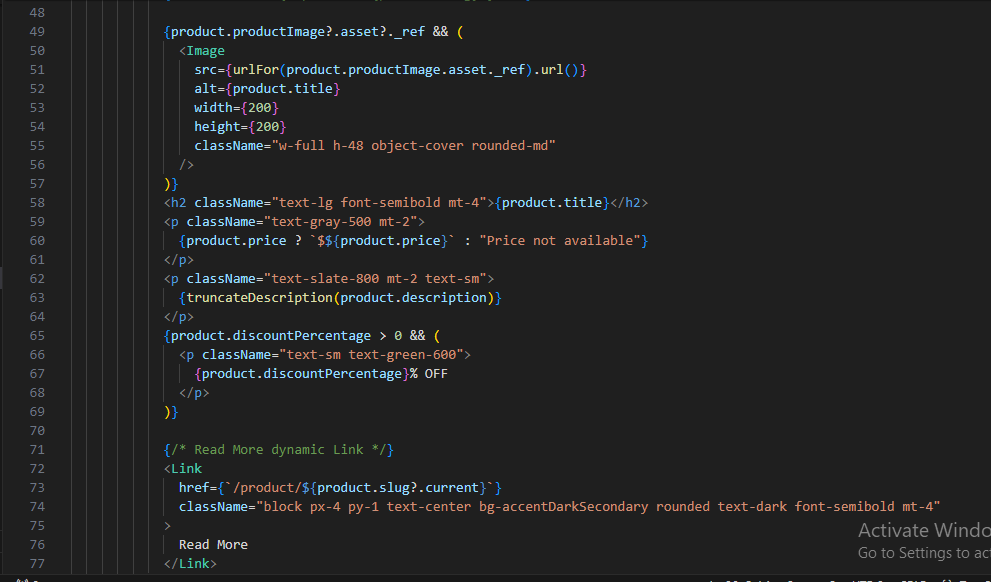 48
49 {product.productImage?.asset?._ref && (
50 <Image
51 src={urlFor(product.productImage.asset._ref).url()}
52 alt={product.title}
53 width={200}
54 height={200}
55 className="w-full h-48 object-cover rounded-md"
56 />
57 )}
58 <h2 className="text-lg font-semibold mt-4">{product.title}</h2>
59 <p className="text-gray-500 mt-2">
60 {product.price ? `$${product.price}` : "Price not available"}
61 </p>
62 <p className="text-slate-800 mt-2 text-sm">
63 {truncateDescription(product.description)}
64 </p>
65 {product.discountPercentage > 0 && (
66 <p className="text-sm text-green-600">
67 {product.discountPercentage}% OFF
68 </p>
69 )}
70
71 {/* Read More dynamic Link */}
72 <Link
73 href={`/product/${product.slug?.current}`}
74 className="block px-4 py-1 text-center bg-accentDarkSecondary rounded text-dark font-semibold mt-4"
75 >
76 Read More
77 </Link>
Activate Windo
Go to Settings to act